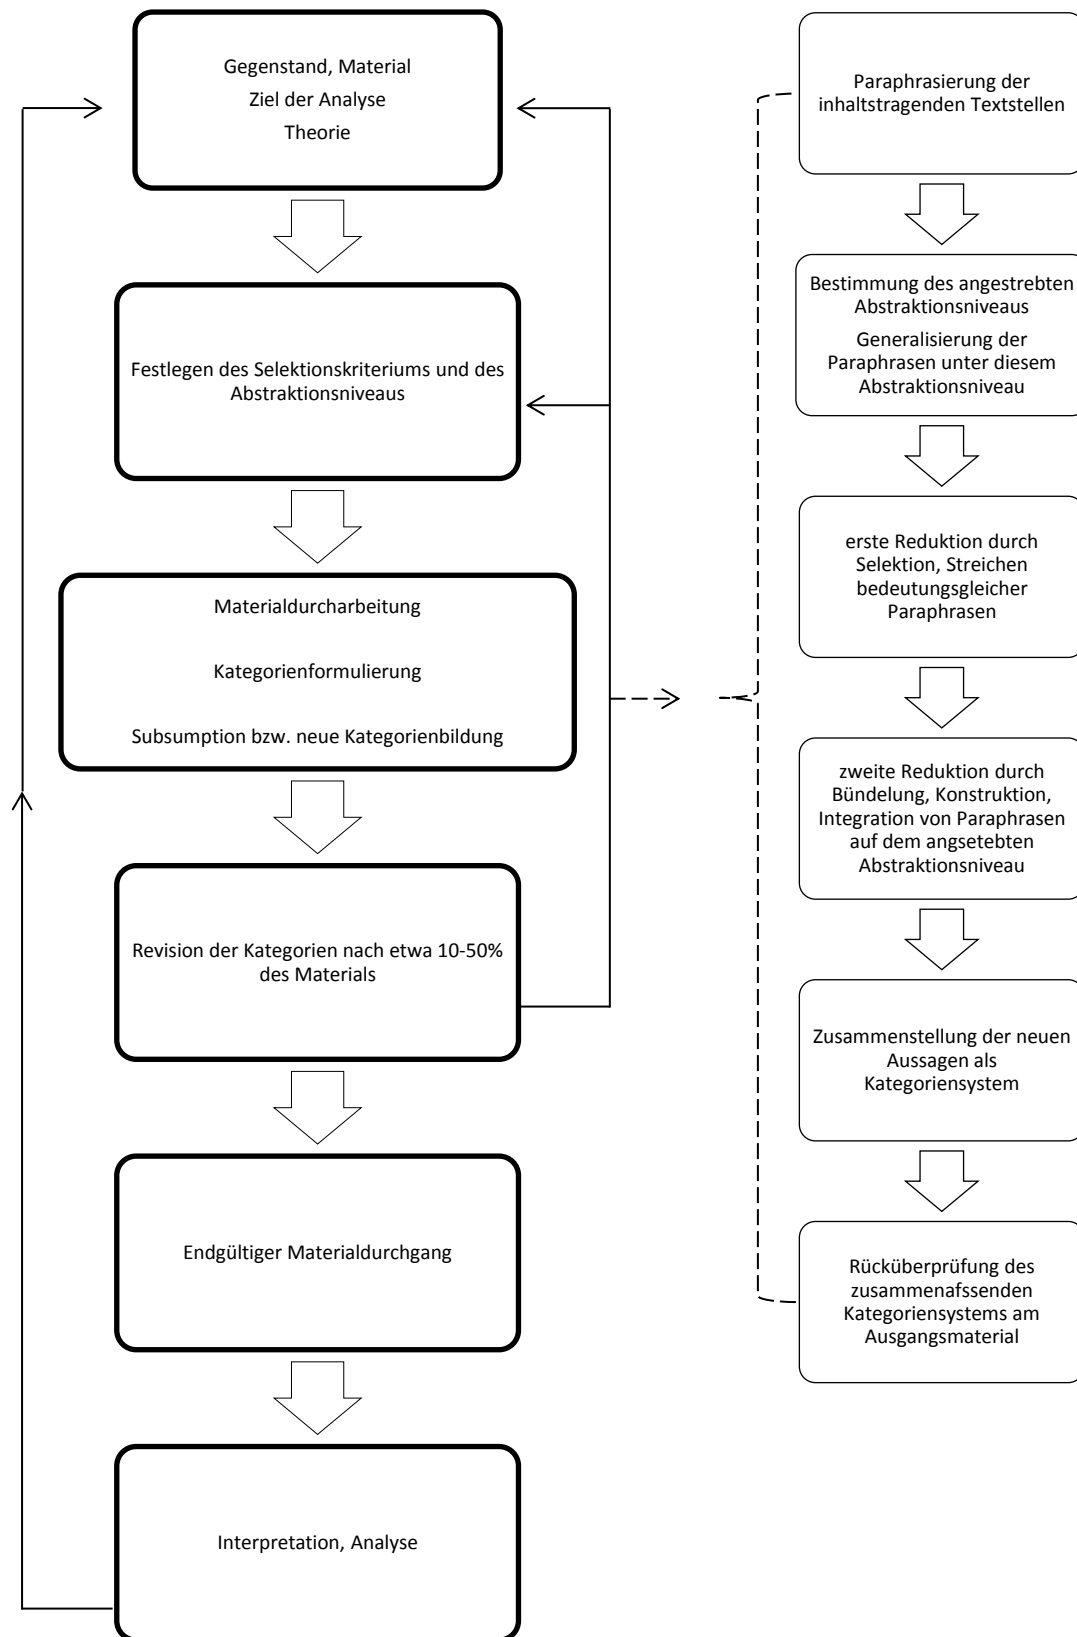 Gegenstand, Material
Ziel der Analyse
Theorie
Festlegen des Selektionskriteriums und des
Abstraktionsniveaus
Materialdurcharbeitung
Kategorienformulierung
Subsumption bzw. neue Kategorienbildung
Revision der Kategorien nach etwa 10-50%
des Materials
Endgültiger Materialdurchgang
Interpretation, Analyse
Paraphrasierung der
inhaltstragenden Textstellen
Bestimmung des angestrebten
Abstraktionsniveaus
Generalisierung der
Paraphrasen unter diesem
Abstraktionsniveau
erste Reduktion durch
Selektion, Streichen
bedeutungsgleicher
Paraphrasen
zweite Reduktion durch
Bündelung, Konstruktion,
Integration von Paraphrasen
auf dem angsetebten
Abstraktionsniveau
Zusammenstellung der neuen
Aussagen als
Kategoriensystem
Rücküberprüfung des
zusammenafssenden
Kategoriensystems am
Ausgangsmaterial